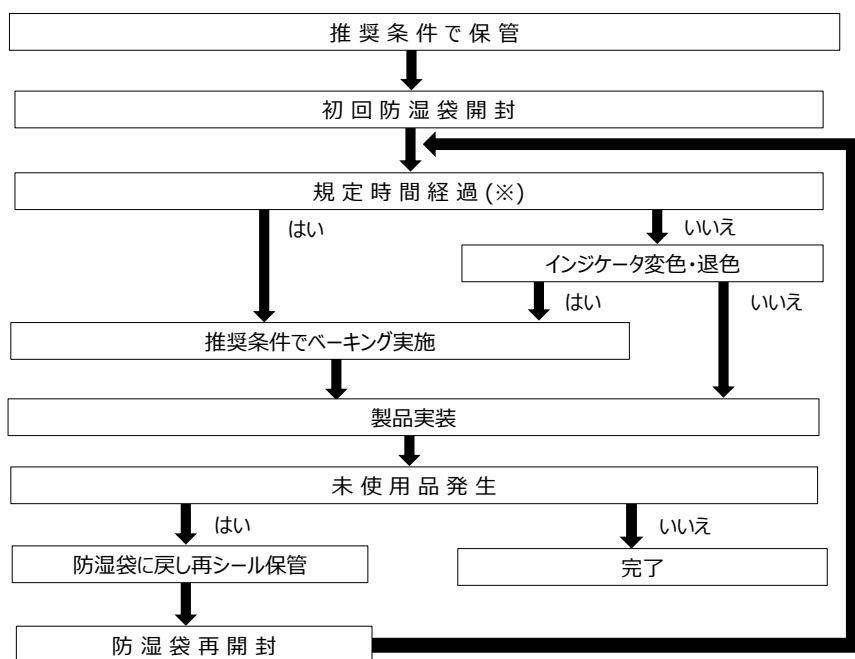 推奨条件で保管
初回防湿袋開封
規定時間経過(※)
はい
いいえ
インジケータ変色・退色
はい
いいえ
推奨条件でベーキング実施
製品実装
未使用品発生
はい
いいえ
防湿袋に戻し再シール保管
完了
防湿袋再開封